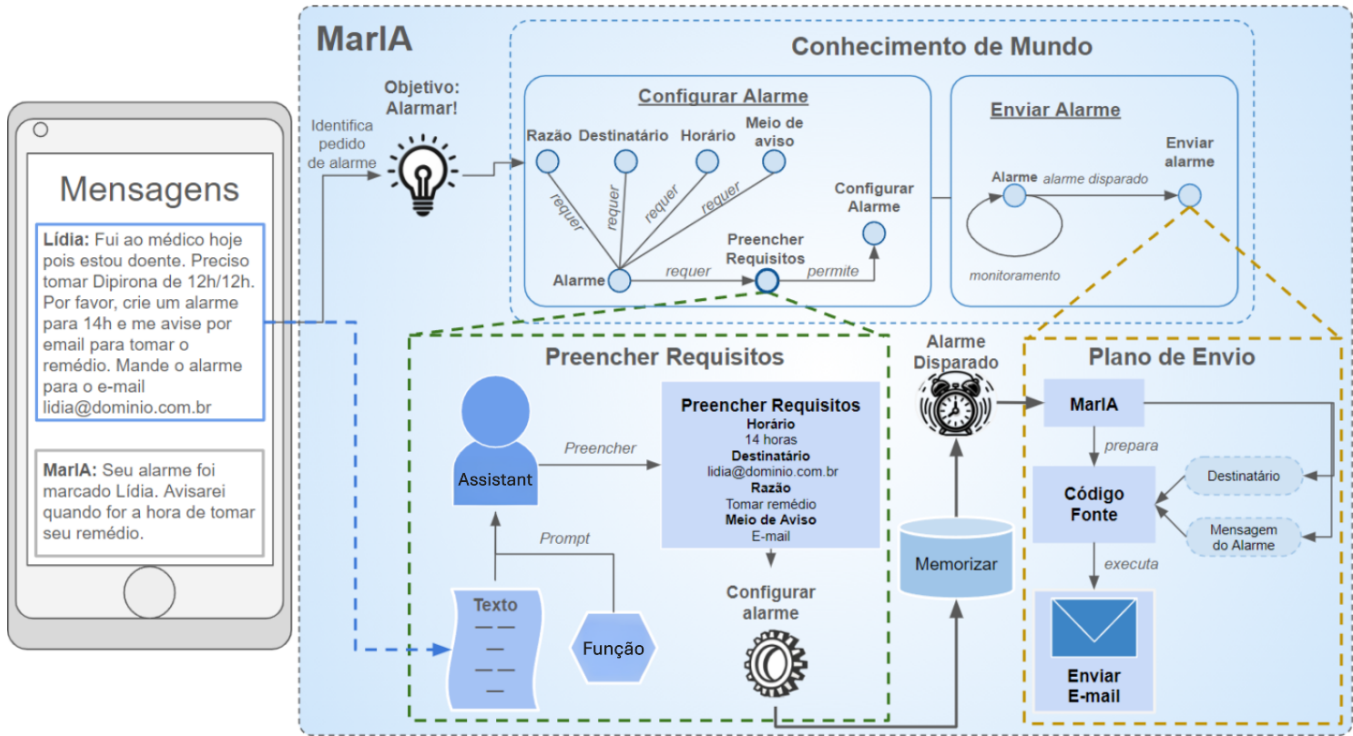 MarIA
Conhecimento de Mundo
Objetivo:
Alarmar!
Identifica
pedido
de alarme
Configurar Alarme
Razão
Destinatário
Horário
Meio de
aviso
requer
requer
requer
requer
Configurar
Alarme
Preencher
Requisitos
Alarme
requer
permite
Enviar Alarme
Enviar
alarme
Alarme
alarme disparado
monitoramento
Mensagens
Lídia: Fui ao médico hoje
pois estou doente. Preciso
tomar Dipirona de 12h/12h.
Por favor, crie um alarme
para 14h e me avise por
email para tomar o
remédio. Mande o alarme
para o e-mail
lidia@dominio.com.br
MarIA: Seu alarme foi
marcado Lídia. Avisarei
quando for a hora de tomar
seu remédio.
Preencher Requisitos
Assistant
Preencher
Prompt
Texto
Função
Preencher Requisitos
Horário
14 horas
Destinatário
lidia@dominio.com.br
Razão
Tomar remédio
Meio de Aviso
E-mail
Configurar
alarme
Memorizar
Alarme
Disparado
Plano de Envio
MarIA
prepara
Código
Fonte
Destinatário
Mensagem
do Alarme
executa
Enviar
E-mail